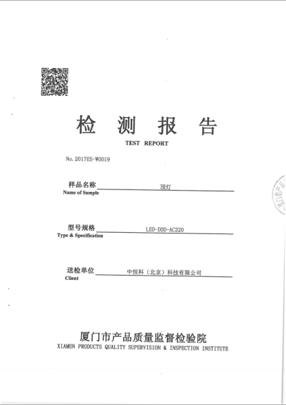 检测报告
TEST REPORT
No. 2017ES-W0019
样品名称 顶灯
Name of Sample
型号规格 LED-DDD-AC220
Type & Specification
送检单位 中恒科（北京）科技有限公司
Client
厦门市产品质量监督检验院
XIAMEN PRODUCTS QUALITY SUPERVISION & INSPECTION INSTITUTE